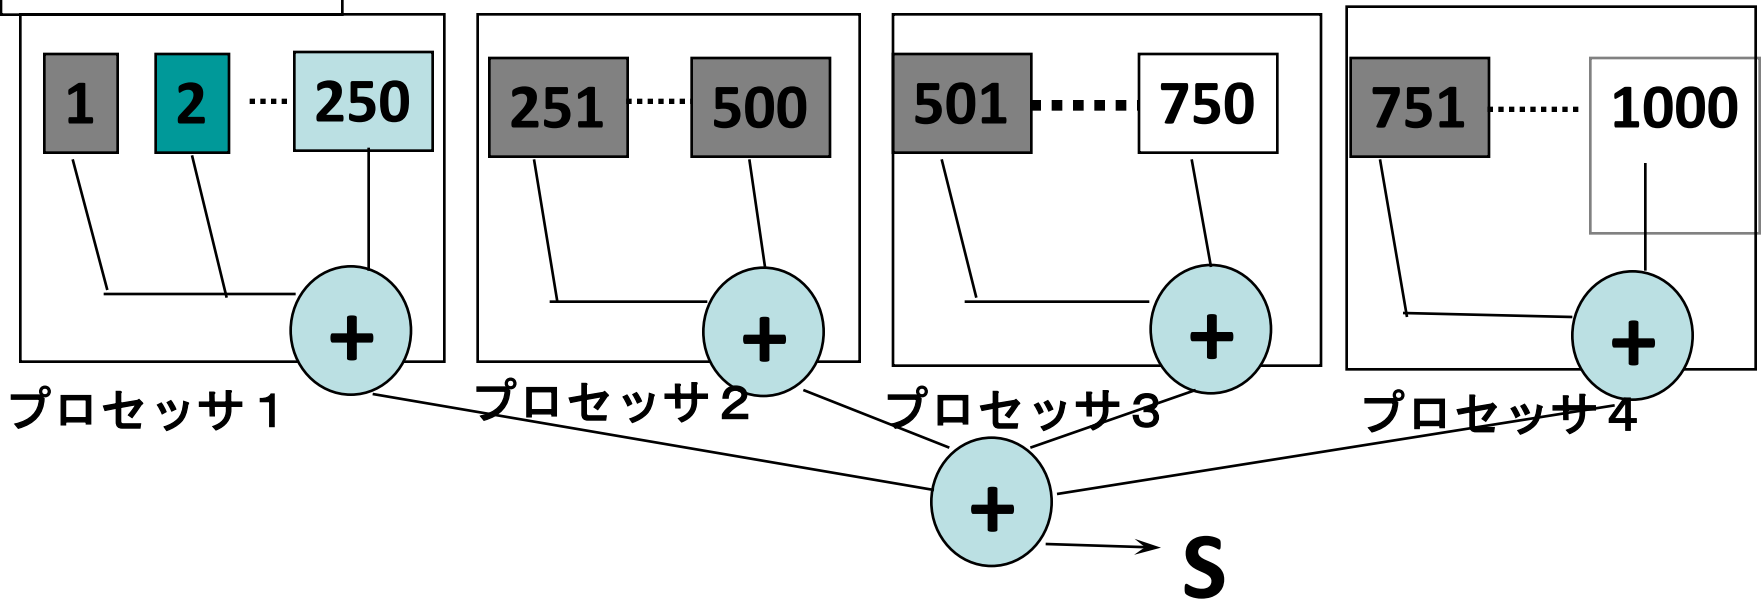 1 2 ..... 250 251 ....... 500 501 ..... 750 751 ......... 1000
+ + + +
プロセッサ1 プロセッサ2 プロセッサ3 プロセッサ4
+
S